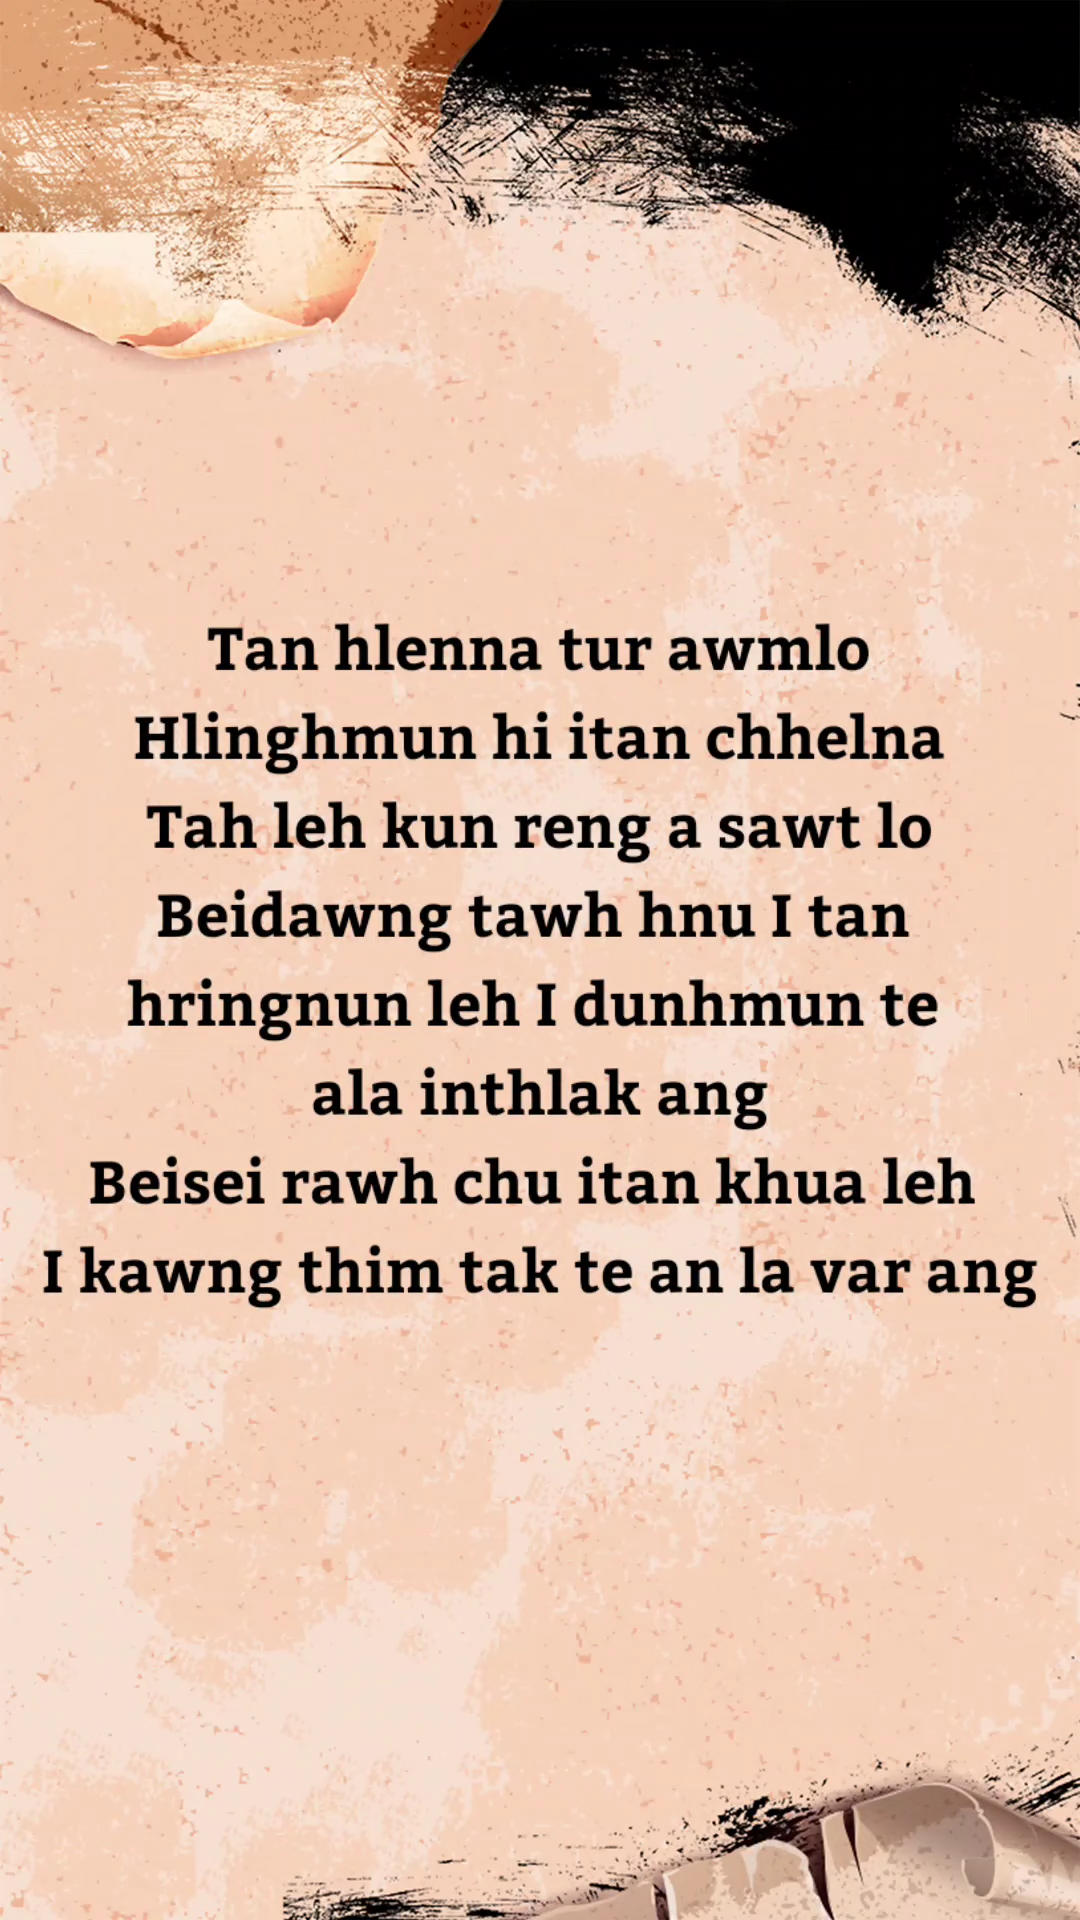 Tan hlenna tur awmlo
Hlinghmun hi itan chhelna
Tah leh kun reng a sawt lo
Beidawng tawh hnu I tan
hringnun leh I dunhmun te
ala inthlak ang
Beisei rawh chu itan khua leh
I kawng thim tak te an la var ang